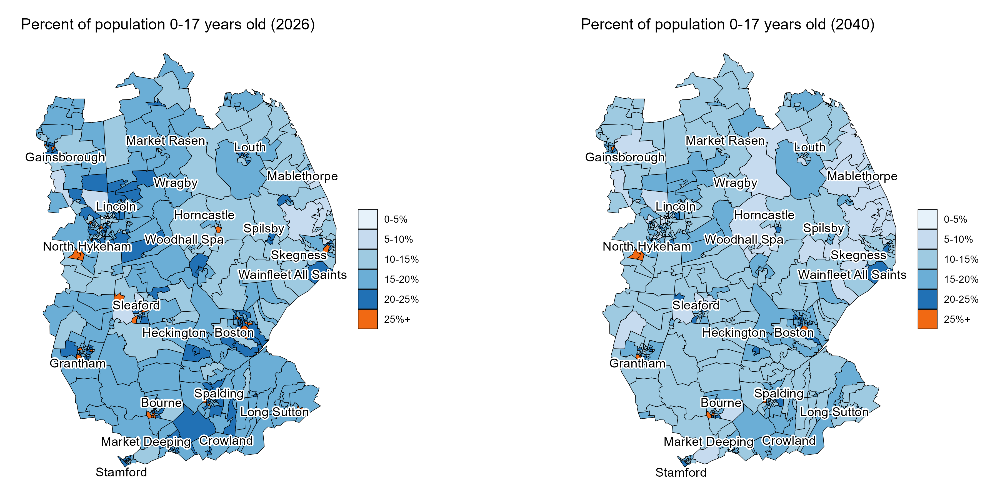 Percent of population 0-17 years old (2026)
Market Rasen
Louth
Gainsborough
Mablethorpe
Wragby
Lincoln
Horncastle
Spilsby
Woodhall Spa
North Hykeham
Skegness
Wainfleet All Saints
Sleaford
Heckington
Boston
Grantham
Spalding
Bourne
Long Sutton
Market Deeping
Crowland
Stamford
0-5%
5-10%
10-15%
15-20%
20-25%
25%+
Percent of population 0-17 years old (2040)
Market Rasen
Louth
Gainsborough
Mablethorpe
Wragby
Lincoln
Horncastle
Spilsby
Woodhall Spa
North Hykeham
Skegness
Wainfleet All Saints
Sleaford
Heckington
Boston
Grantham
Spalding
Bourne
Long Sutton
Market Deeping
Crowland
Stamford
0-5%
5-10%
10-15%
15-20%
20-25%
25%+